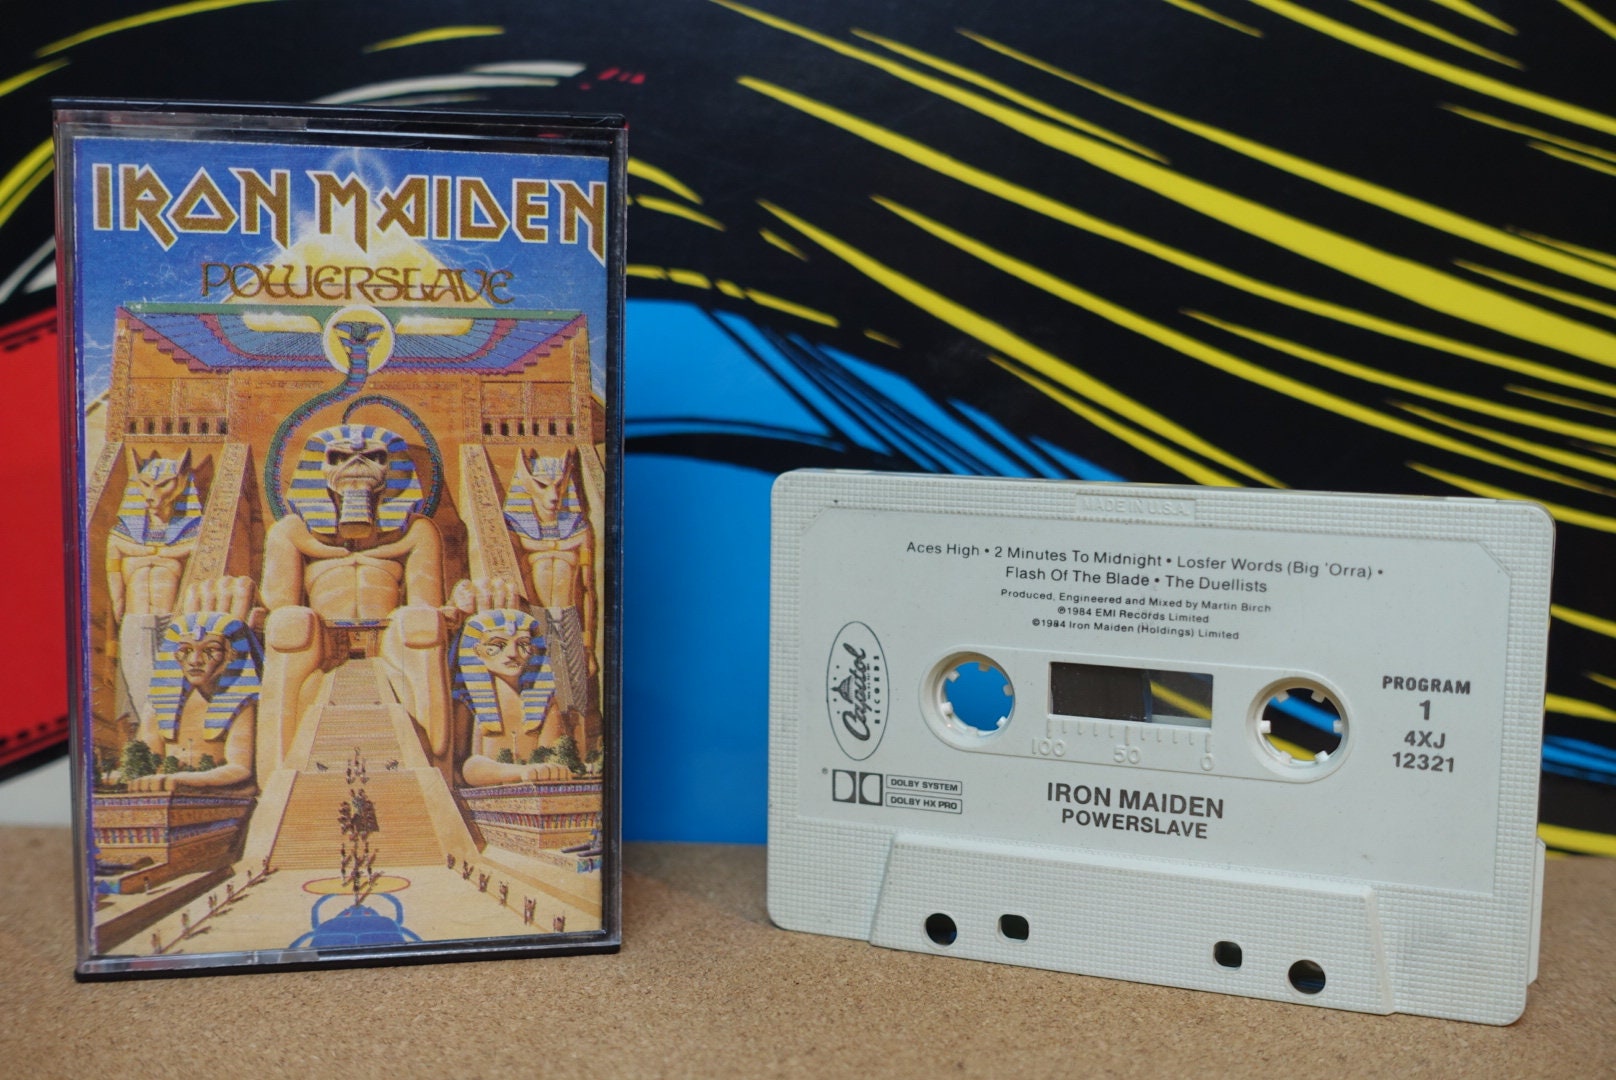 IRON MAIDEN
POWERSLAVE
MADE IN U.S.A.
Aces High • 2 Minutes To Midnight • Losfer Words (Big 'Orra) •
Flash Of The Blade • The Duellists
Produced, Engineered and Mixed by Martin Birch
℗1984 EMI Records Limited
©1984 Iron Maiden (Holdings) Limited
Capitol
RECORDS
PROGRAM
1
4XJ
12321
100 50 0
® DOLBY SYSTEM
DOLBY HX PRO
IRON MAIDEN
POWERSLAVE